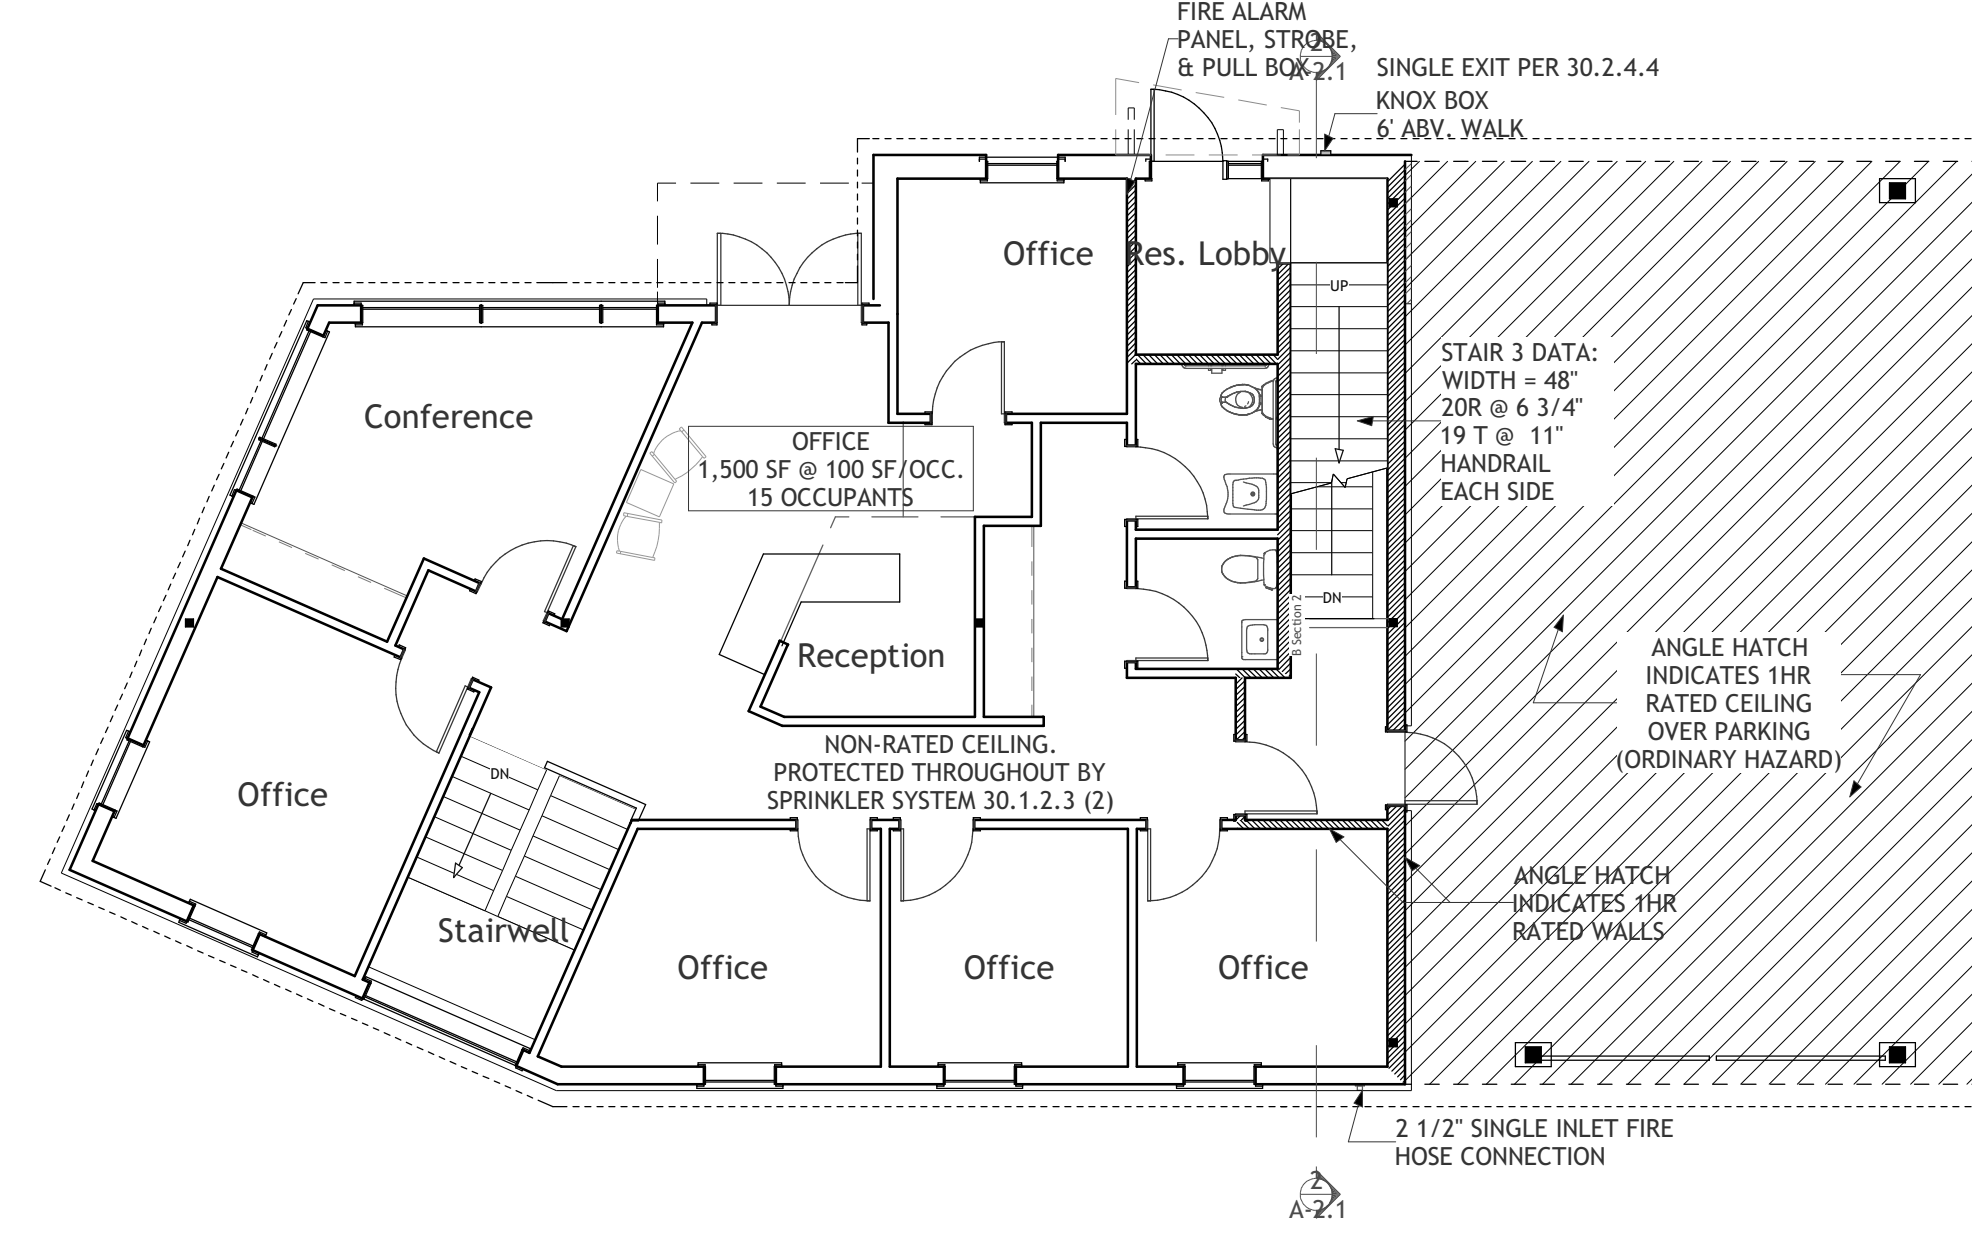 FIRE ALARM
PANEL, STROBE,
& PULL BOX
2
A-2.1
SINGLE EXIT PER 30.2.4.4
KNOX BOX
6' ABV. WALK
Office
Res. Lobby
UP
STAIR 3 DATA:
WIDTH = 48"
20R @ 6 3/4"
19 T @ 11"
HANDRAIL
EACH SIDE
Conference
OFFICE
1,500 SF @ 100 SF/OCC.
15 OCCUPANTS
DN
B Section 2
Reception
ANGLE HATCH
INDICATES 1HR
RATED CEILING
OVER PARKING
(ORDINARY HAZARD)
NON-RATED CEILING.
PROTECTED THROUGHOUT BY
SPRINKLER SYSTEM 30.1.2.3 (2)
DN
Office
ANGLE HATCH
INDICATES 1HR
RATED WALLS
Stairwell
Office
Office
Office
2 1/2" SINGLE INLET FIRE
HOSE CONNECTION
2
A-2.1